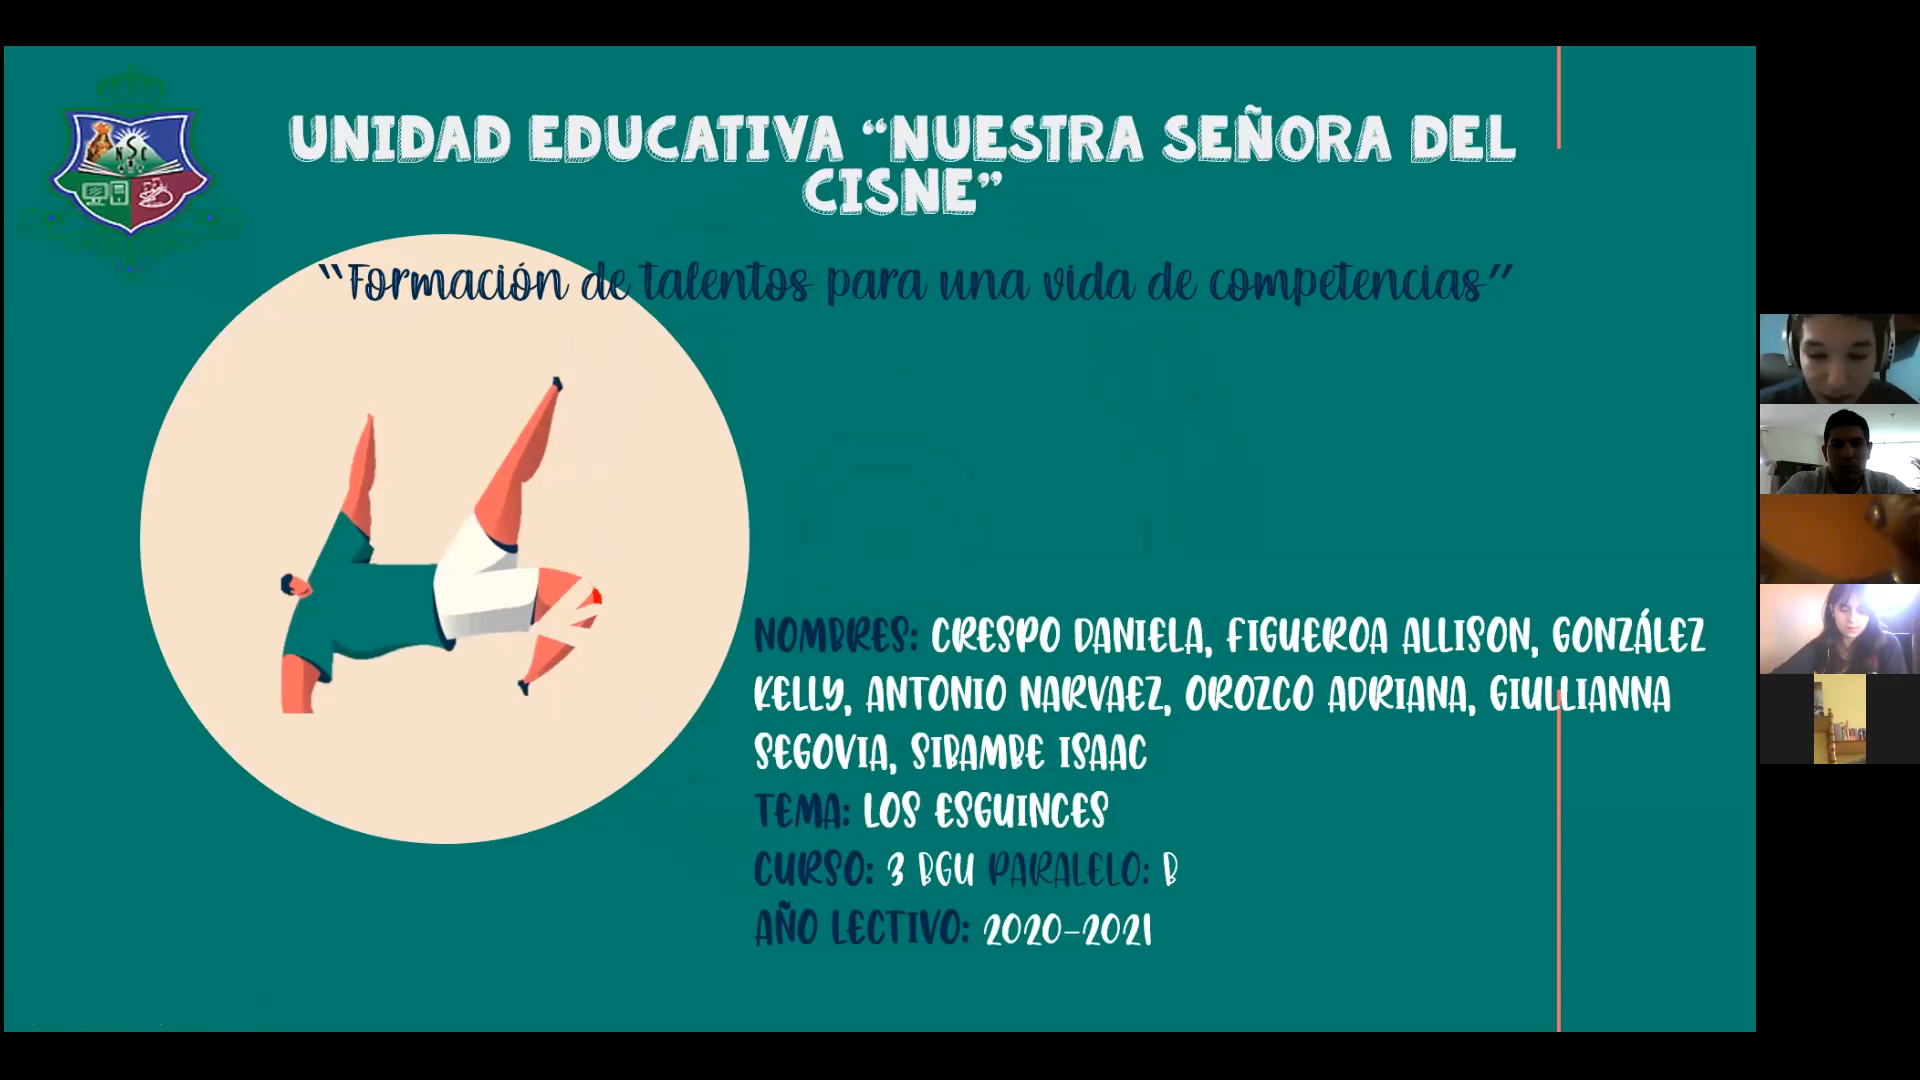 UNIDAD EDUCATIVA “NUESTRA SEÑORA DEL
CISNE”
“Formación de talentos para una vida de competencias”
NOMBRES: CRESPO DANIELA, FIGUEROA ALLISON, GONZÁLEZ
KELLY, ANTONIO NARVAEZ, OROZCO ADRIANA, GIULLIANNA
SEGOVIA, SIBAMBE ISAAC
TEMA: LOS ESGUINCES
CURSO: 3 BGU PARALELO: B
AÑO LECTIVO: 2020-2021